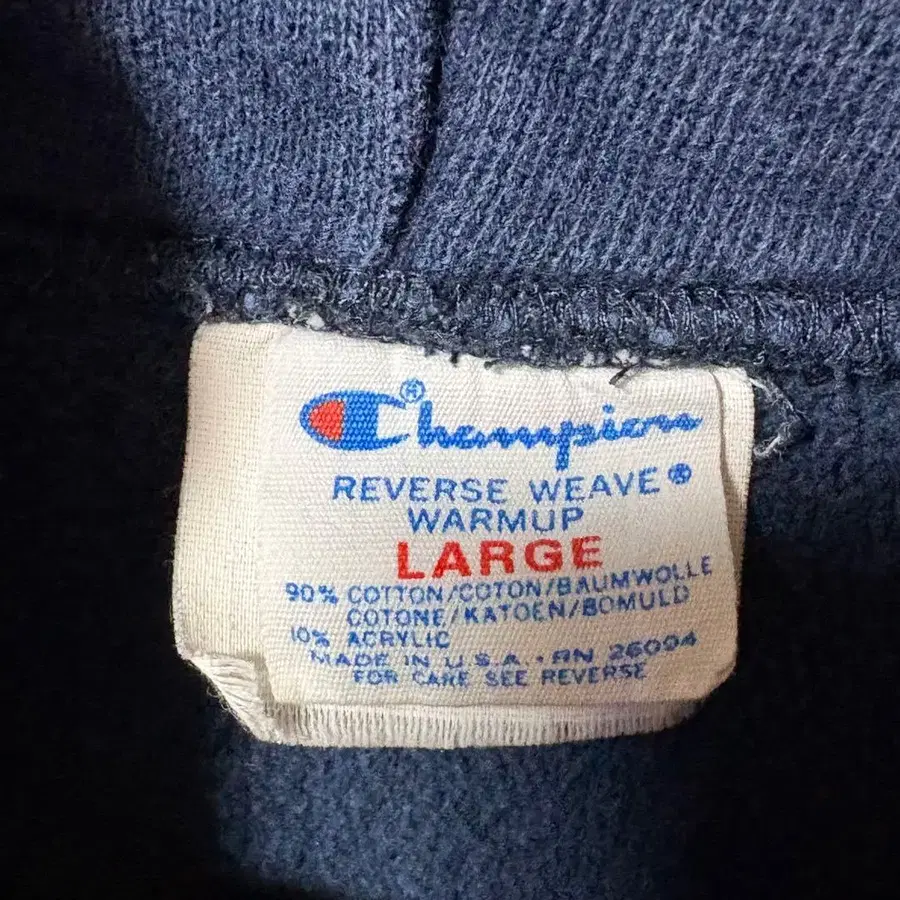 Champion®
REVERSE WEAVE®
WARMUP
LARGE
90% COTTON/COTON/BAUMWOLLE
COTONE/KATOEN/BOMULD
10% ACRYLIC
MADE IN U.S.A. • RN 26094
FOR CARE SEE REVERSE